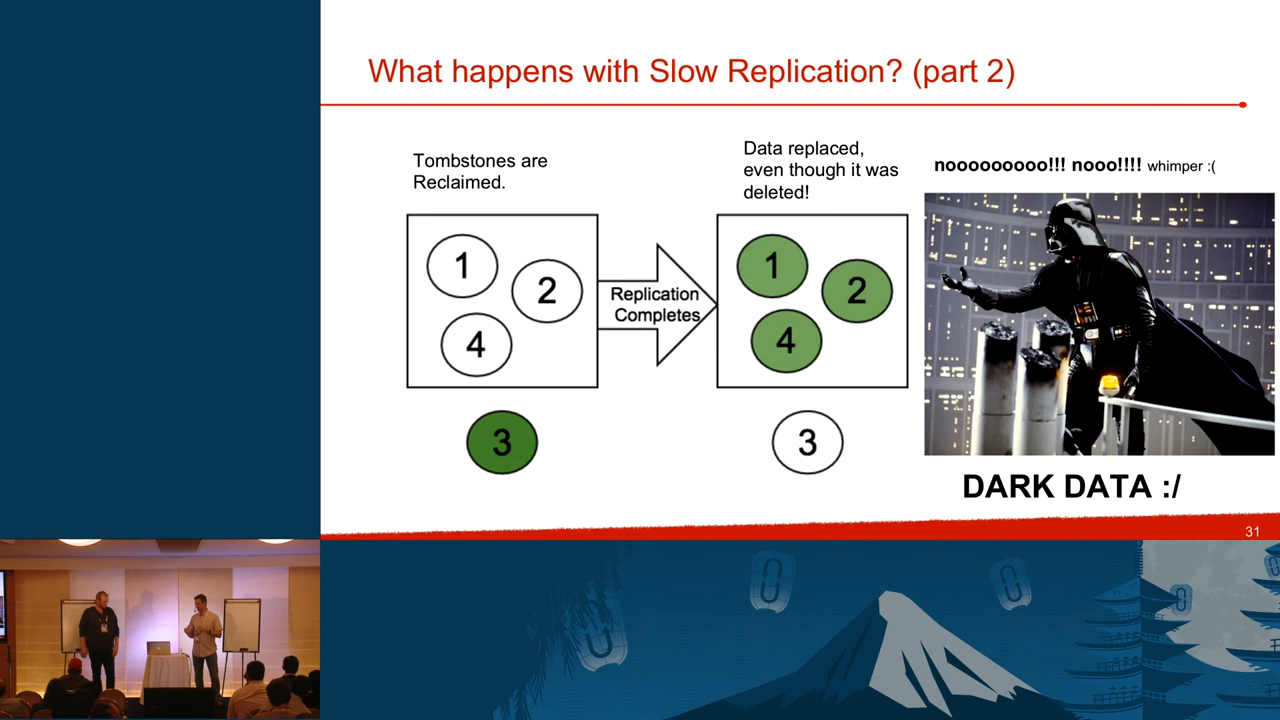 What happens with Slow Replication? (part 2)
Tombstones are
Reclaimed.
Data replaced,
even though it was
deleted!
nooooooooo!!! nooo!!!! whimper :(
1
2
4
Replication
Completes
1
2
4
3
3
DARK DATA :/
31